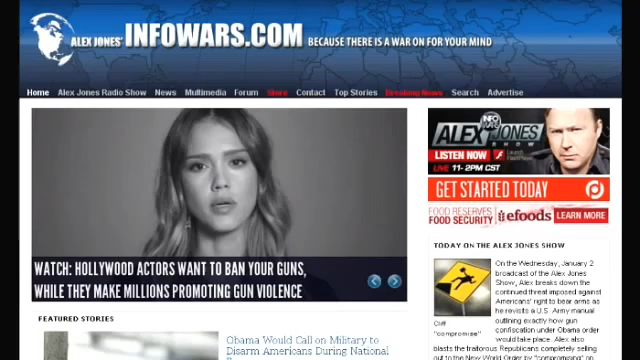 ALEX JONES' INFOWARS.COM BECAUSE THERE IS A WAR ON FOR YOUR MIND
Home Alex Jones Radio Show News Multimedia Forum Store Contact Top Stories Breaking News Search Advertise
INFO WARS
ALEX JONES
SHOW
LISTEN NOW
LIVE 11-2PM CST
GET STARTED TODAY
FOOD RESERVES
FOOD SECURITY
efoods LEARN MORE
WATCH: HOLLYWOOD ACTORS WANT TO BAN YOUR GUNS,
WHILE THEY MAKE MILLIONS PROMOTING GUN VIOLENCE
FEATURED STORIES
Obama Would Call on Military to
Disarm Americans During National
TODAY ON THE ALEX JONES SHOW
On the Wednesday, January 2
broadcast of the Alex Jones
Show, Alex breaks down the
continued threat imposed against
Americans' right to bear arms as
he revisits a U.S. Army manual
outlining exactly how gun
confiscation under Obama order
would take place. Alex also
Cliff
"compromise"
blasts the traitorous Republicans completely selling
out to the New World Order by "compromising" on